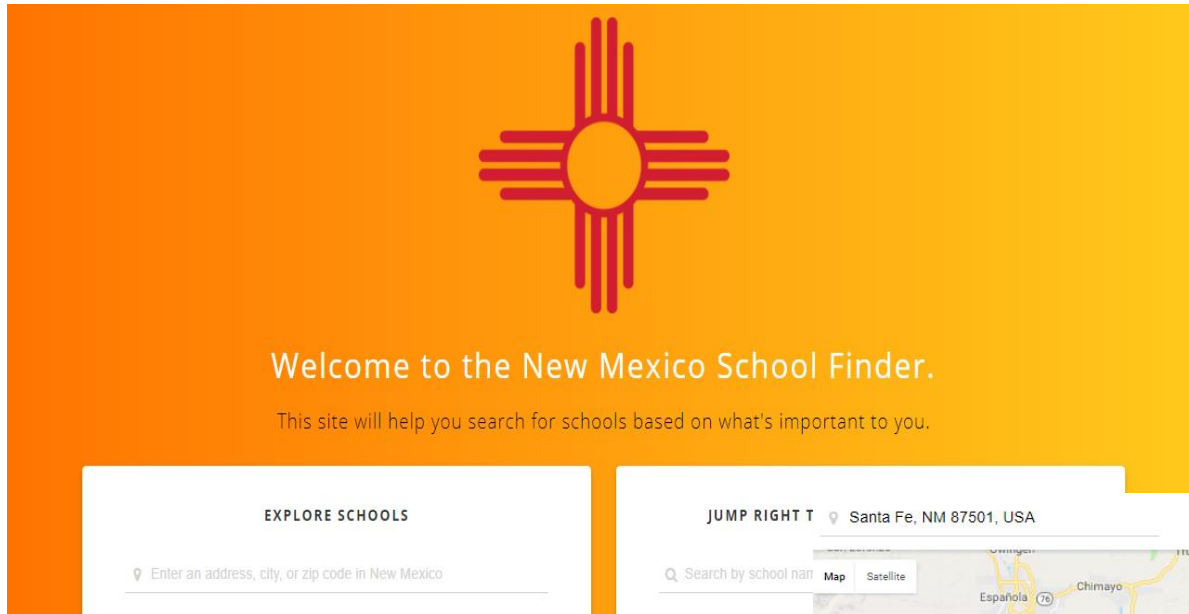 Welcome to the New Mexico School Finder.
This site will help you search for schools based on what's important to you.
EXPLORE SCHOOLS
Enter an address, city, or zip code in New Mexico
JUMP RIGHT T
Search by school nam
Santa Fe, NM 87501, USA
Map Satellite
Española 76 Chimayo